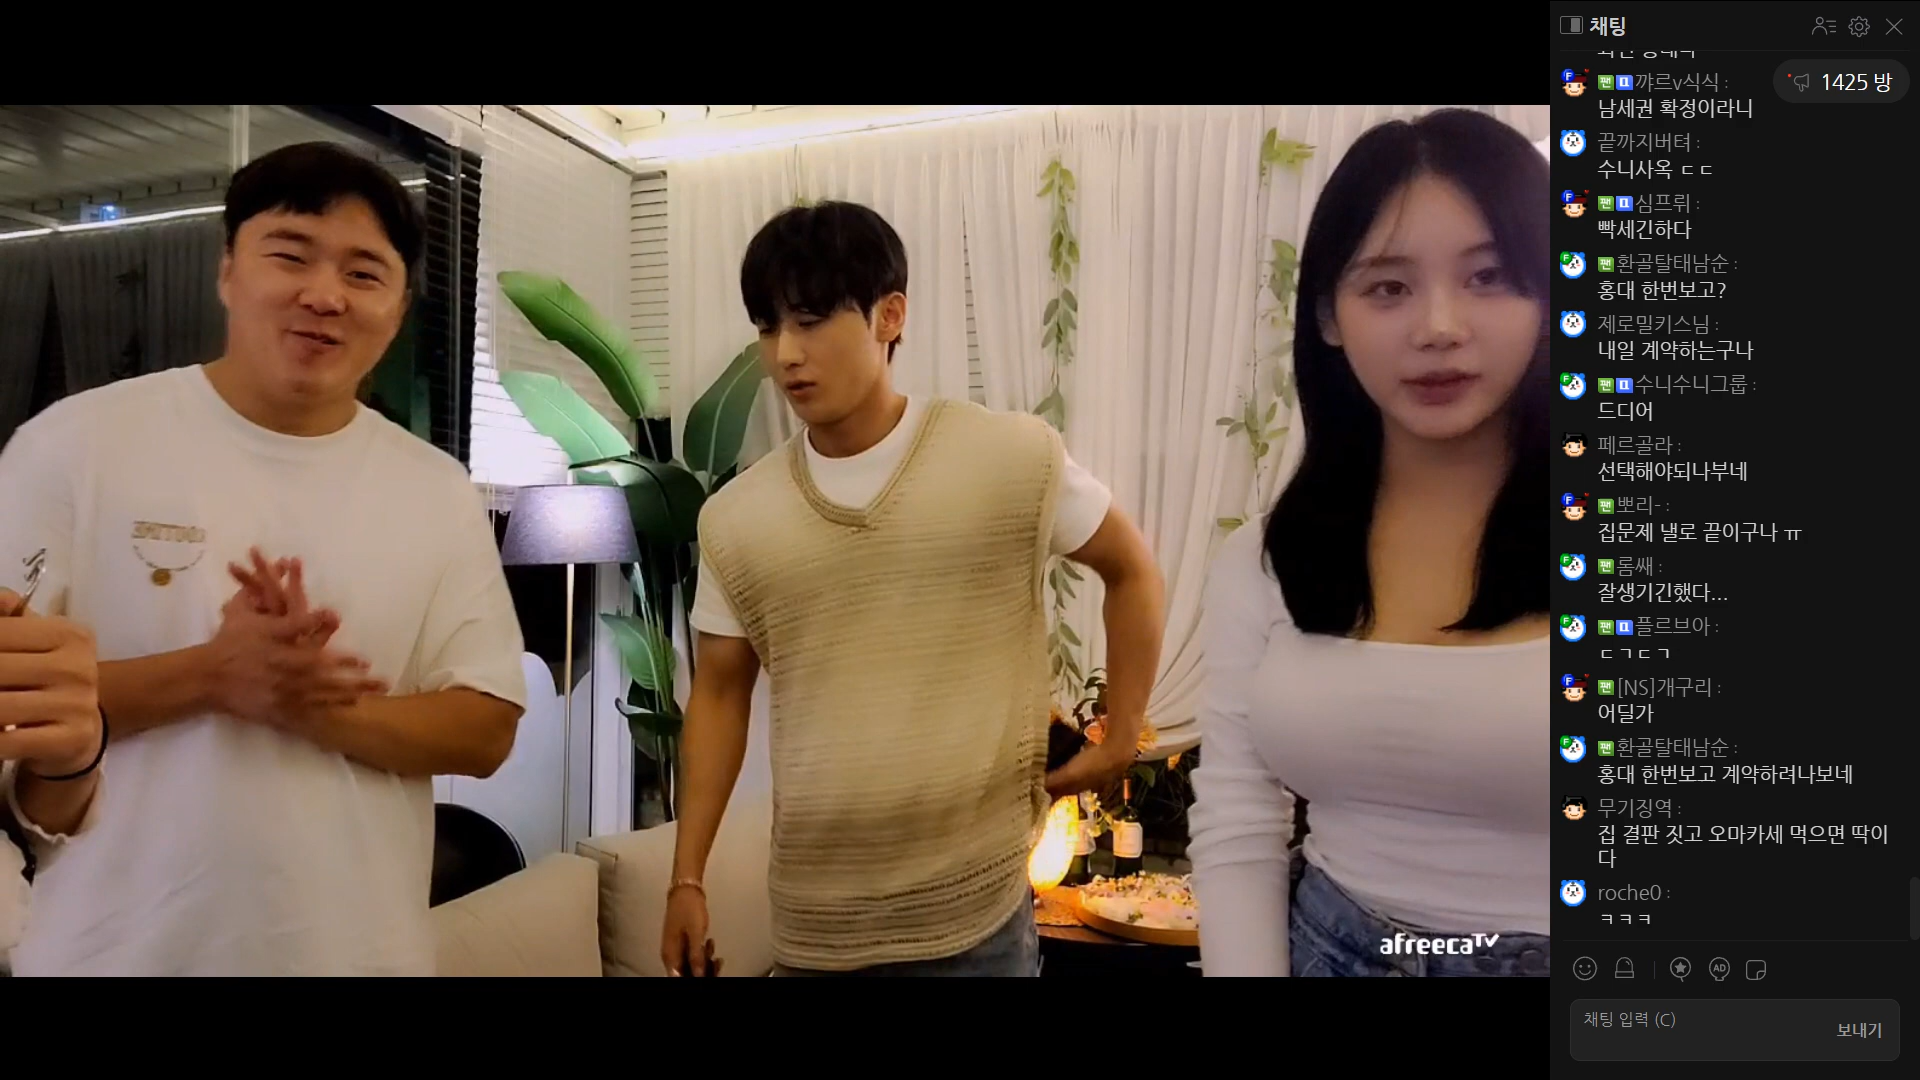 채팅
1425 방
꺄르v식식 :
남세권 확정이라니
끝까지버텨 :
수니사옥 ㄷㄷ
심프뤼 :
빡세긴하다
환골탈태남순 :
홍대 한번보고?
제로밀키스님 :
내일 계약하는구나
수니수니그룹 :
드디어
페르골라 :
선택해야되나부네
뽀리- :
집문제 낼로 끝이구나 ㅠ
롬쌔 :
잘생기긴했다...
플르브아 :
ㄷㄱㄷㄱ
[NS]개구리 :
어딜가
환골탈태남순 :
홍대 한번보고 계약하려나보네
무기징역 :
집 결판 짓고 오마카세 먹으면 딱이
다
roche0 :
ㅋㅋㅋ
afreecaTV
채팅 입력 (C)
보내기